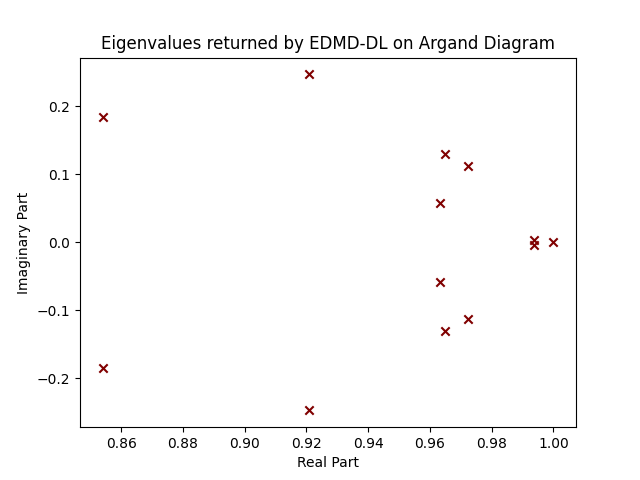 Eigenvalues returned by EDMD-DL on Argand Diagram
0.2
0.1
0.0
−0.1
−0.2
Imaginary Part
0.86 0.88 0.90 0.92 0.94 0.96 0.98 1.00
Real Part